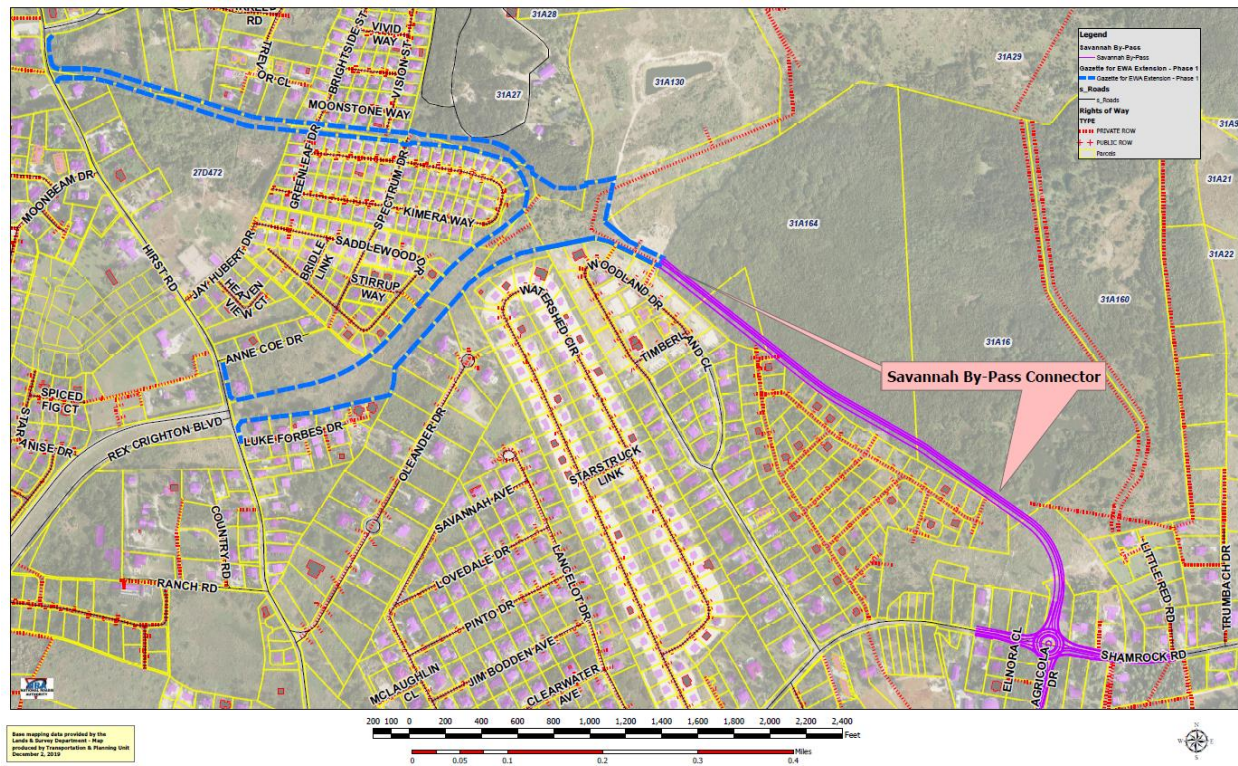 RD
TREVO
OR CL
BRIGHTSIDE ST
VIVID
WAY
VISION ST
MOONSTONE WAY
31A28
31A27
31A130
31A29
Legend
Savannah By-Pass
Savannah By-Pass
Gazette for EWA Extension - Phase 1
Gazette for EWA Extension - Phase 1
s_Roads
s_Roads
Rights of Way
TYPE
PRIVATE ROW
PUBLIC ROW
Parcels
31A9
31A21
31A22
31A164
31A160
31A16
27D472
MOONBEAM DR
HIRST RD
GREENLEAF DR
SPECTRUM DR
KIMERA WAY
SADDLEWOOD DR
BRIDLE
LINK
STIRRUP
WAY
JAY HUBERT DR
HEAVEN
VIEW CT
ANNE COE DR
SPICED
FIG CT
STAR
ANISE DR
REX CRIGHTON BLVD
LUKE FORBES DR
COUNTRY RD
RANCH RD
OLEANDER DR
WATERSHED CIR
WOODLAND DR
TIMBERLAND CL
STARSTRUCK
LINK
SAVANNAH AVE
LOVEDALE DR
PINTO DR
LANCELOT DR
JIM BODDEN AVE
MCLAUGHLIN
CL
CLEARWATER
AVE
Savannah By-Pass Connector
LITTLE RED RD
TRUMBACH DR
SHAMROCK RD
ELNORA CL
AGRICOLA
DR
NATIONAL ROADS
AUTHORITY
Base mapping data provided by the
Lands & Survey Department - Map
produced by Transportation & Planning Unit
December 2, 2019
200 100 0 200 400 600 800 1,000 1,200 1,400 1,600 1,800 2,000 2,200 2,400
Feet
Miles
0 0.05 0.1 0.2 0.3 0.4
N
W E
S